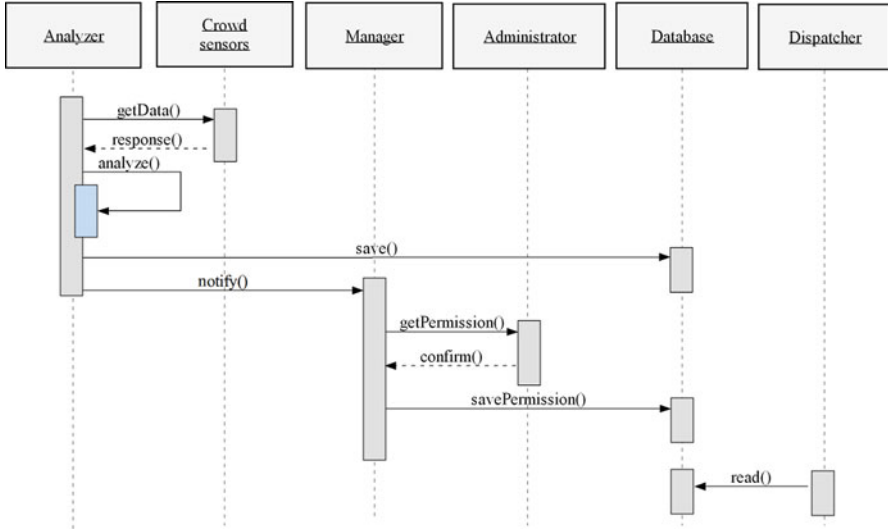 Analyzer
Crowd
sensors
Manager
Administrator
Database
Dispatcher
getData()
response()
analyze()
save()
notify()
getPermission()
confirm()
savePermission()
read()